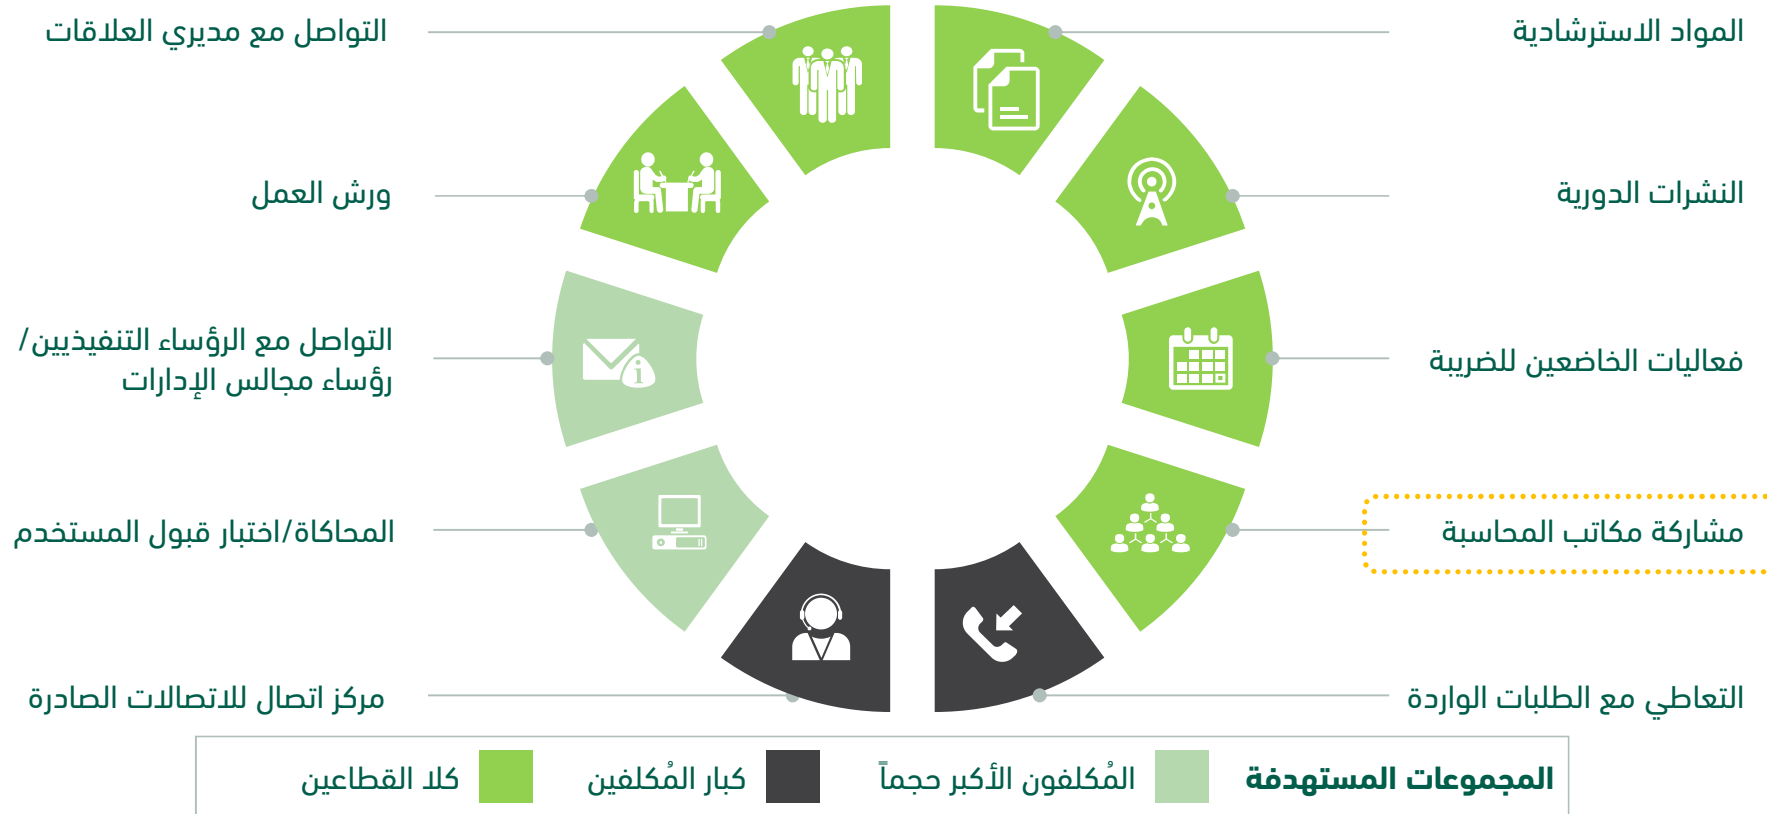 المواد الاسترشادية
التواصل مع مديري العلاقات
النشرات الدورية
ورش العمل
فعاليات الخاضعين للضريبة
التواصل مع الرؤساء التنفيذيين/
رؤساء مجالس الإدارات
مشاركة مكاتب المحاسبة
المحاكاة/اختبار قبول المستخدم
التعاطي مع الطلبات الواردة
مركز اتصال للاتصالات الصادرة
المجموعات المستهدفة المُكلفون الأكبر حجماً كبار المُكلفين كلا القطاعين